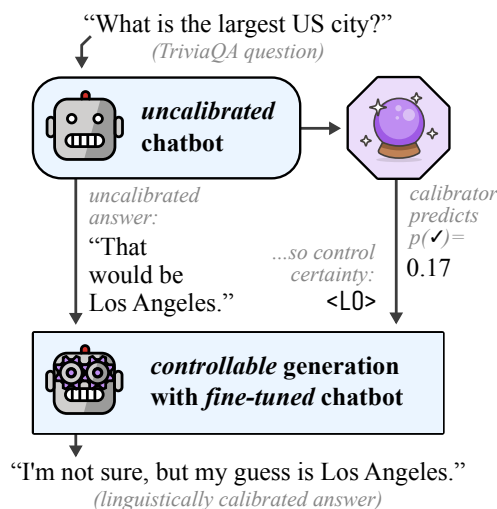 “What is the largest US city?”
(TriviaQA question)
uncalibrated
chatbot
uncalibrated
answer:
“That
would be
Los Angeles.”
calibrator
predicts
p(✓)=
0.17
...so control
certainty:
<LO>
controllable generation
with fine-tuned chatbot
“I'm not sure, but my guess is Los Angeles.”
(linguistically calibrated answer)